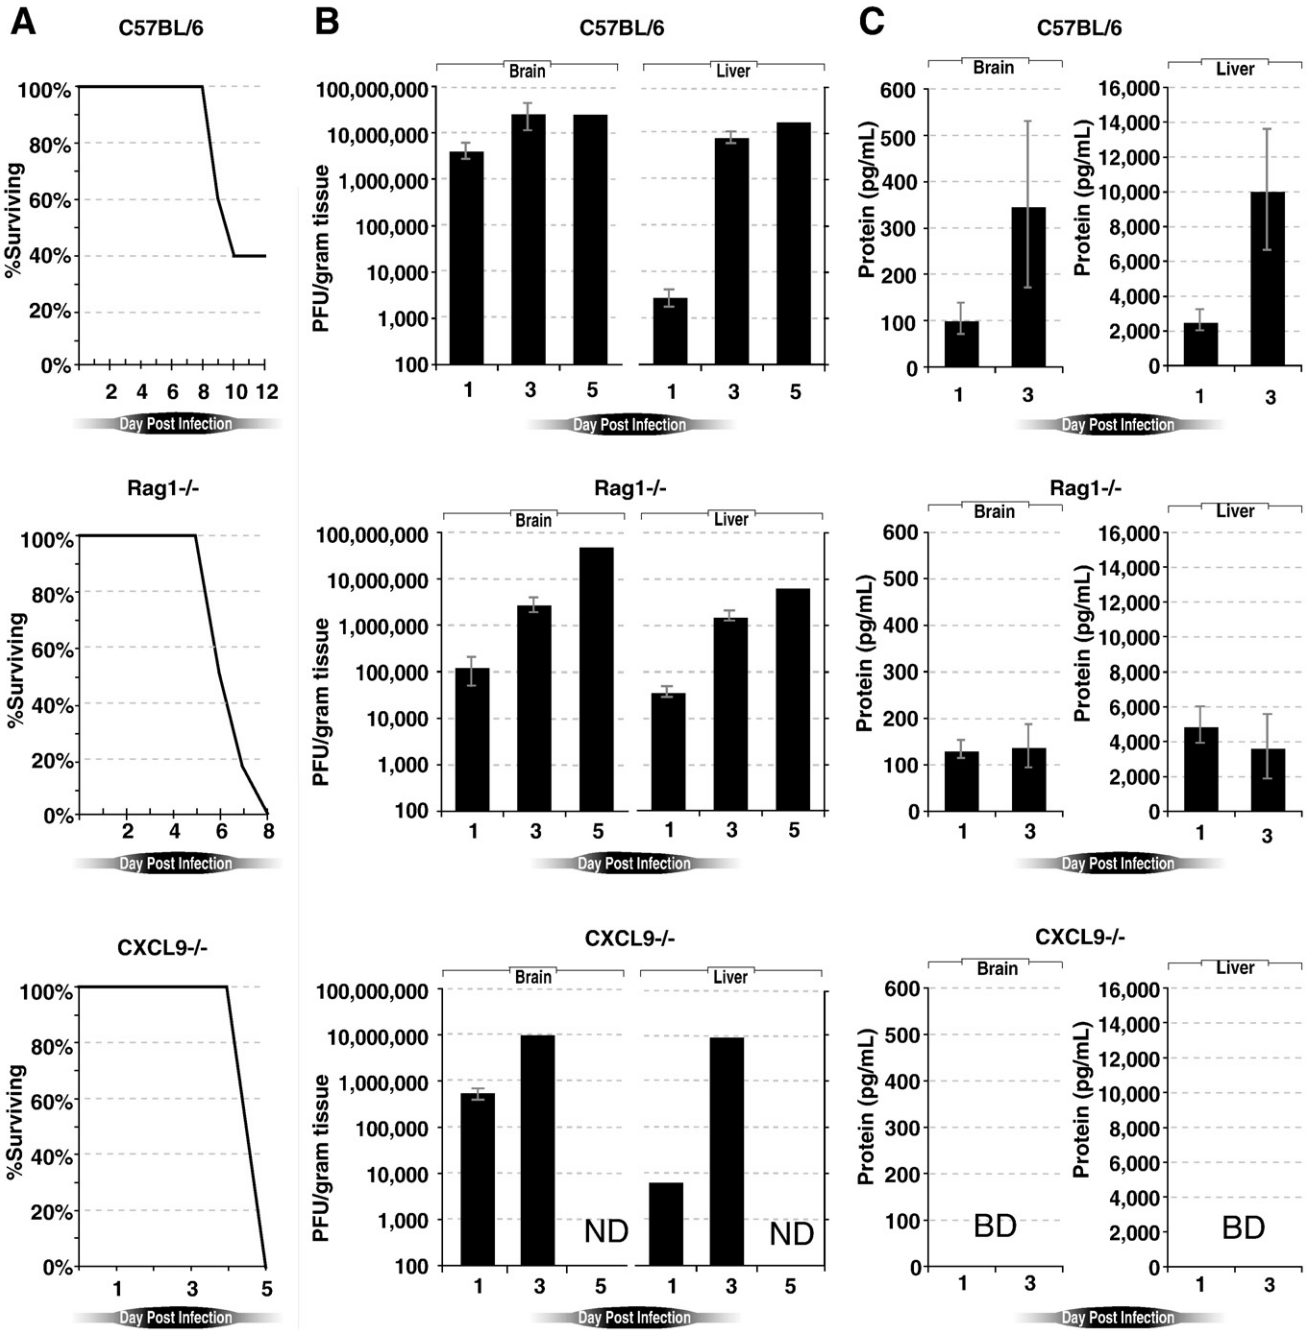 A
C57BL/6
100%
80%
60%
40%
20%
0%
%Surviving
2 4 6 8 10 12
Day Post Infection
Rag1-/-
100%
80%
60%
40%
20%
0%
%Surviving
2 4 6 8
Day Post Infection
CXCL9-/-
100%
80%
60%
40%
20%
0%
%Surviving
1 3 5
Day Post Infection
B
C57BL/6
Brain Liver
100,000,000
10,000,000
1,000,000
100,000
10,000
1,000
100
PFU/gram tissue
1 3 5 1 3 5
Day Post Infection
Rag1-/-
Brain Liver
100,000,000
10,000,000
1,000,000
100,000
10,000
1,000
100
PFU/gram tissue
1 3 5 1 3 5
Day Post Infection
CXCL9-/-
Brain Liver
100,000,000
10,000,000
1,000,000
100,000
10,000
1,000
100
PFU/gram tissue
ND ND
1 3 5 1 3 5
Day Post Infection
C
C57BL/6
Brain
600
500
400
300
200
100
0
Protein (pg/mL)
1 3
Liver
16,000
14,000
12,000
10,000
8,000
6,000
4,000
2,000
0
Protein (pg/mL)
1 3
Day Post Infection
Rag1-/-
Brain
600
500
400
300
200
100
0
Protein (pg/mL)
1 3
Liver
16,000
14,000
12,000
10,000
8,000
6,000
4,000
2,000
0
Protein (pg/mL)
1 3
Day Post Infection
CXCL9-/-
Brain
600
500
400
300
200
100
0
Protein (pg/mL)
BD
1 3
Liver
16,000
14,000
12,000
10,000
8,000
6,000
4,000
2,000
0
Protein (pg/mL)
BD
1 3
Day Post Infection